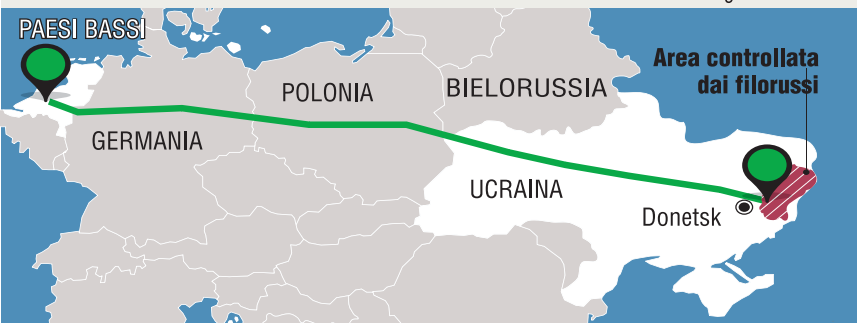 PAESI BASSI
Area controllata
dai filorussi
POLONIA
BIELORUSSIA
GERMANIA
UCRAINA
Donetsk